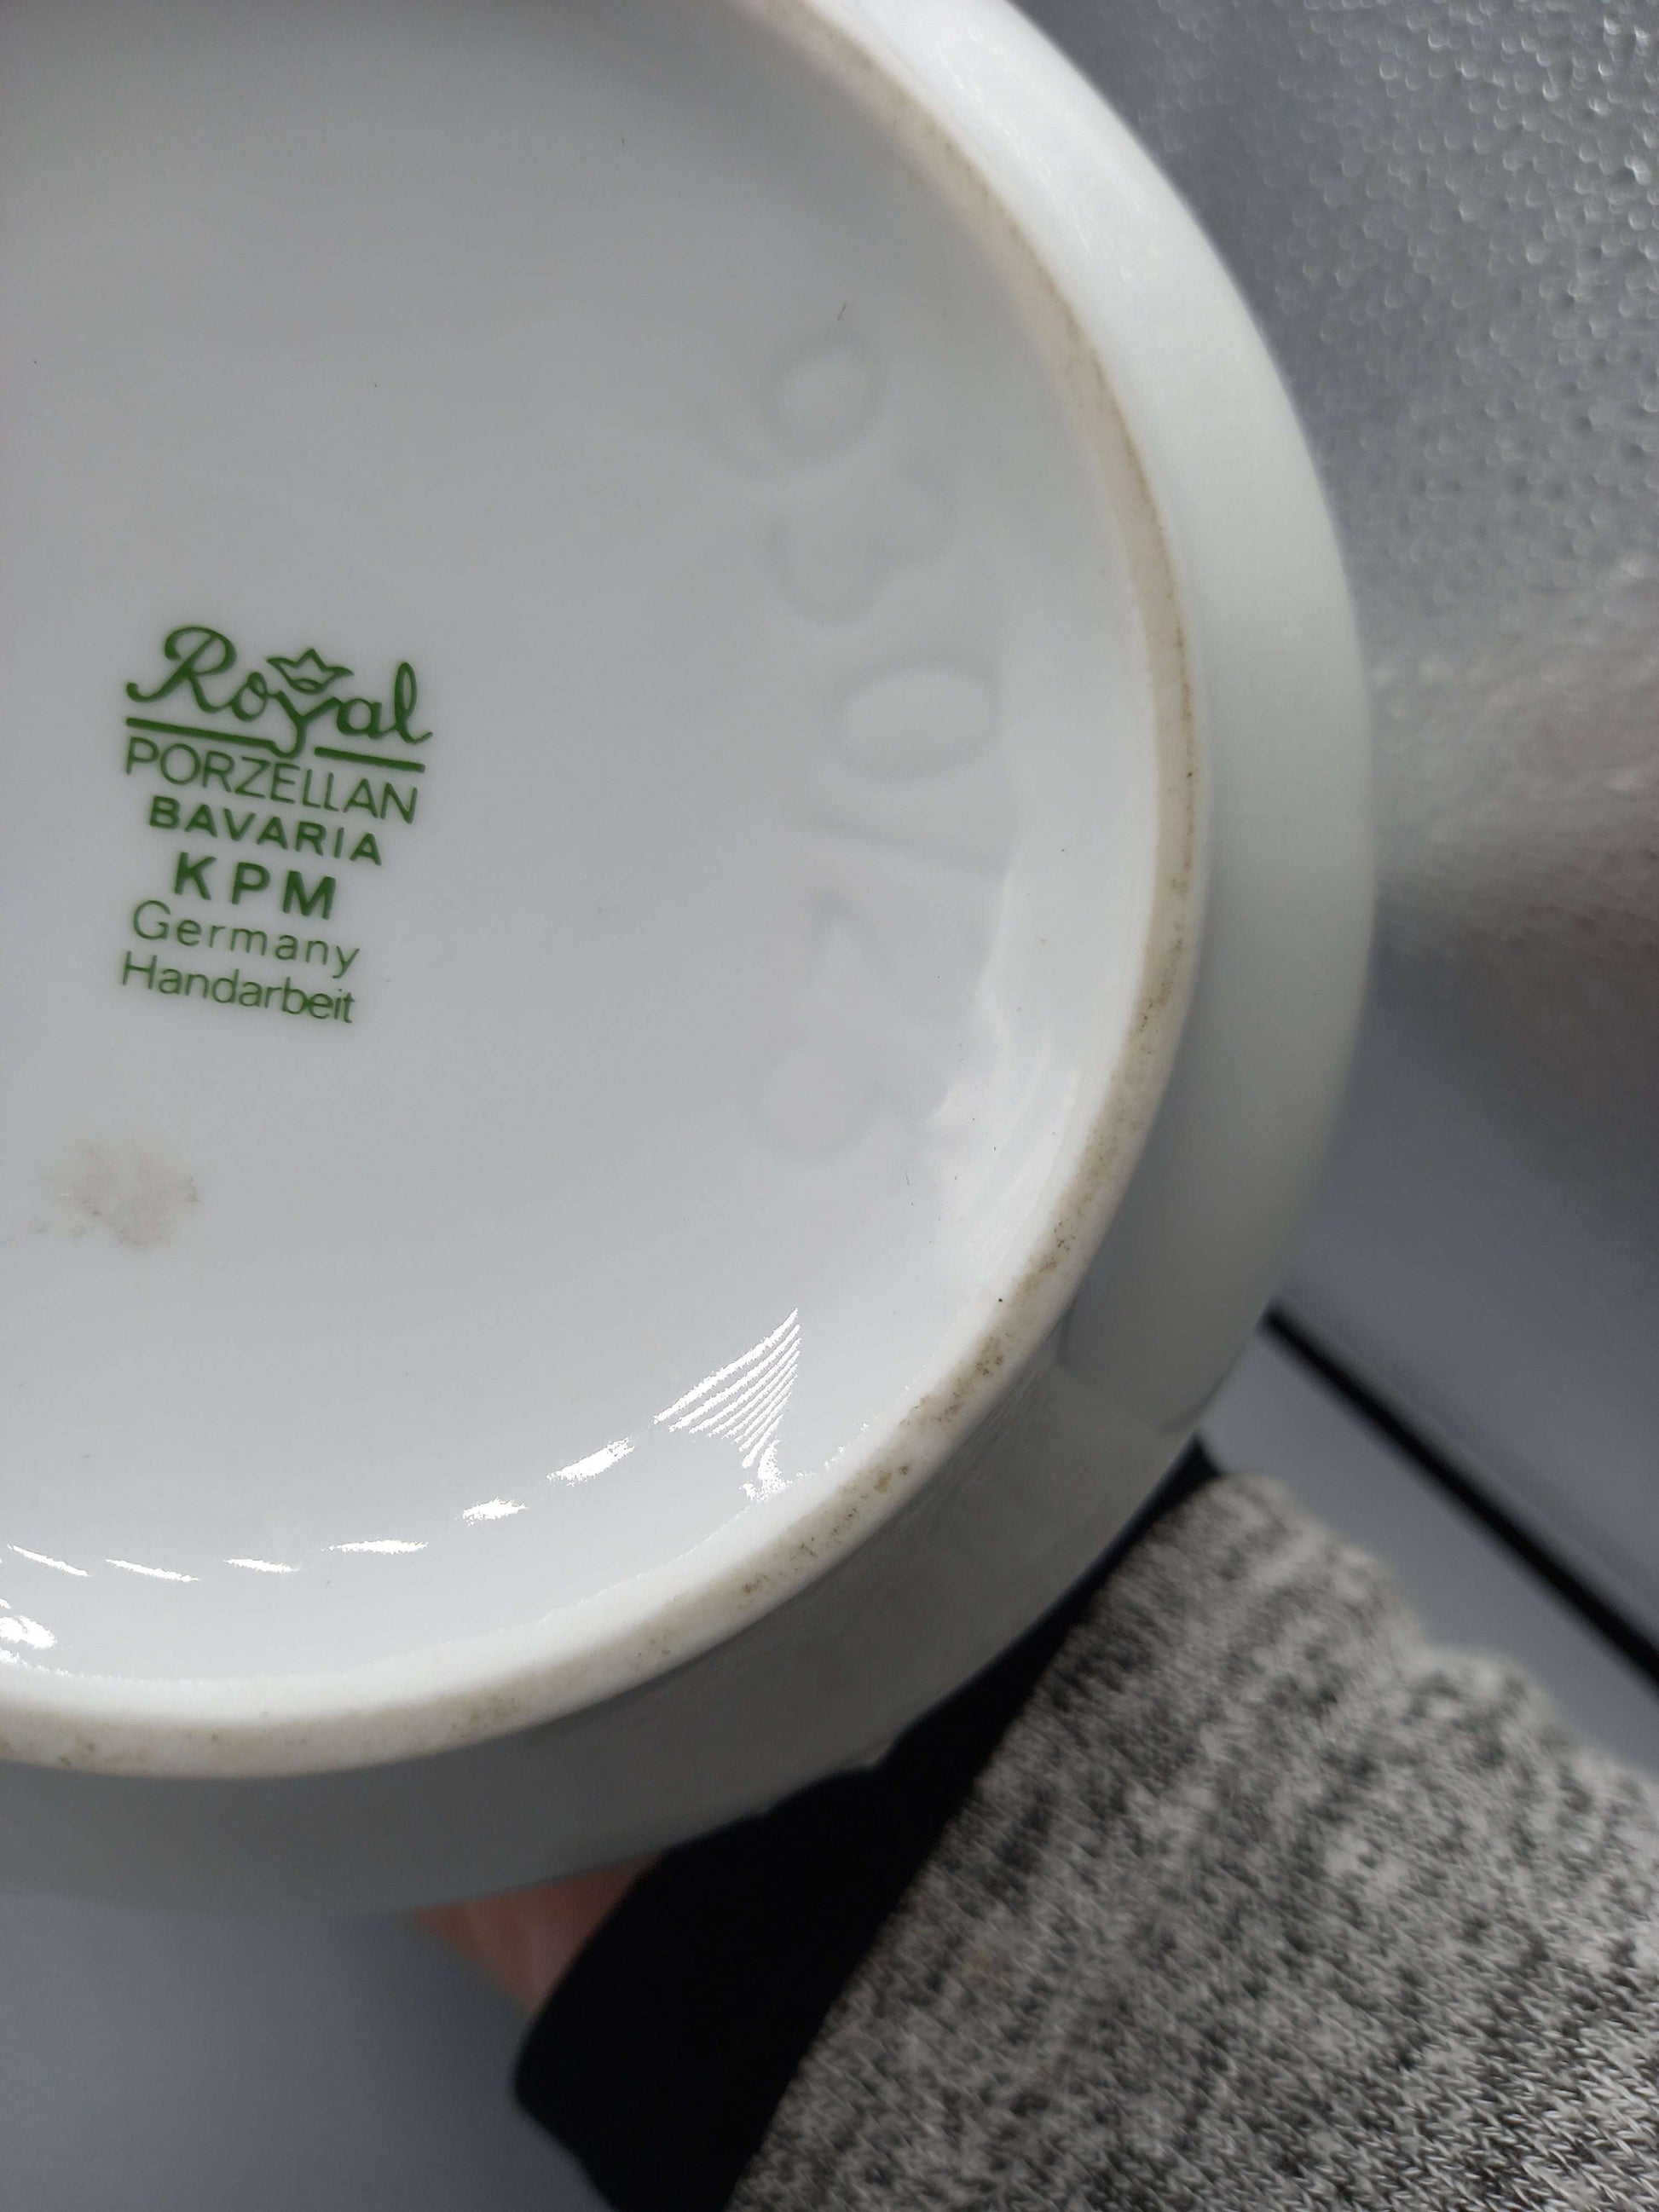 Royal
PORZELLAN
BAVARIA
KPM
Germany
Handarbeit